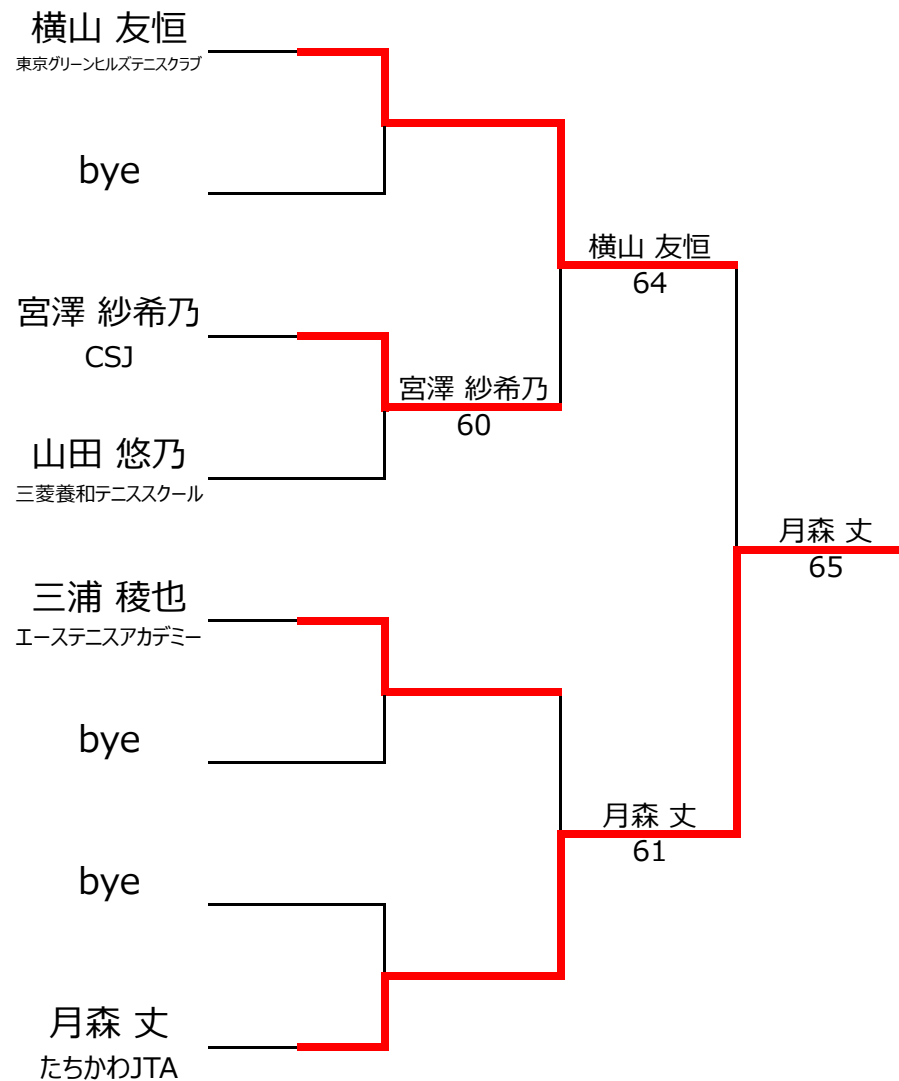 横山 友恒
東京グリーンヒルズテニスクラブ
bye
宮澤 紗希乃
CSJ
山田 悠乃
三菱養和テニススクール
三浦 稜也
エーステニスアカデミー
bye
bye
月森 丈
たちかわJTA
宮澤 紗希乃
60
横山 友恒
64
月森 丈
61
月森 丈
65